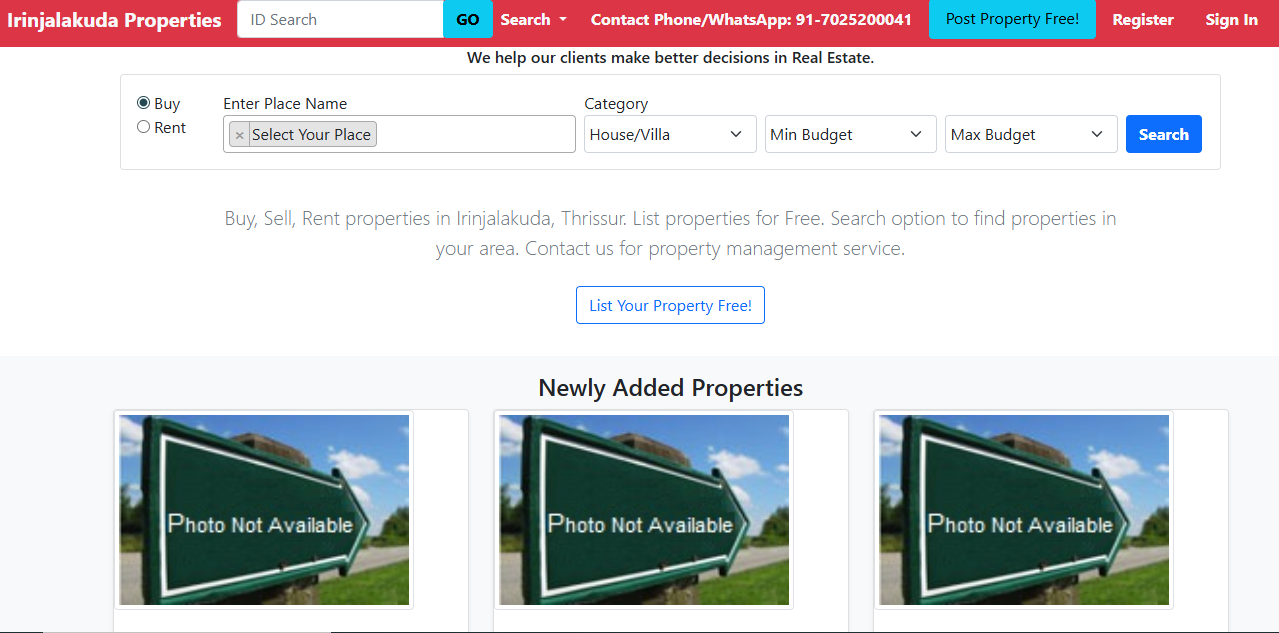 Irinjalakuda Properties ID Search GO Search Contact Phone/WhatsApp: 91-7025200041 Post Property Free! Register Sign In
We help our clients make better decisions in Real Estate.
Buy
Rent
Enter Place Name
× Select Your Place
Category
House/Villa
Min Budget
Max Budget
Search
Buy, Sell, Rent properties in Irinjalakuda, Thrissur. List properties for Free. Search option to find properties in
your area. Contact us for property management service.
List Your Property Free!
Newly Added Properties
Photo Not Available
Photo Not Available
Photo Not Available